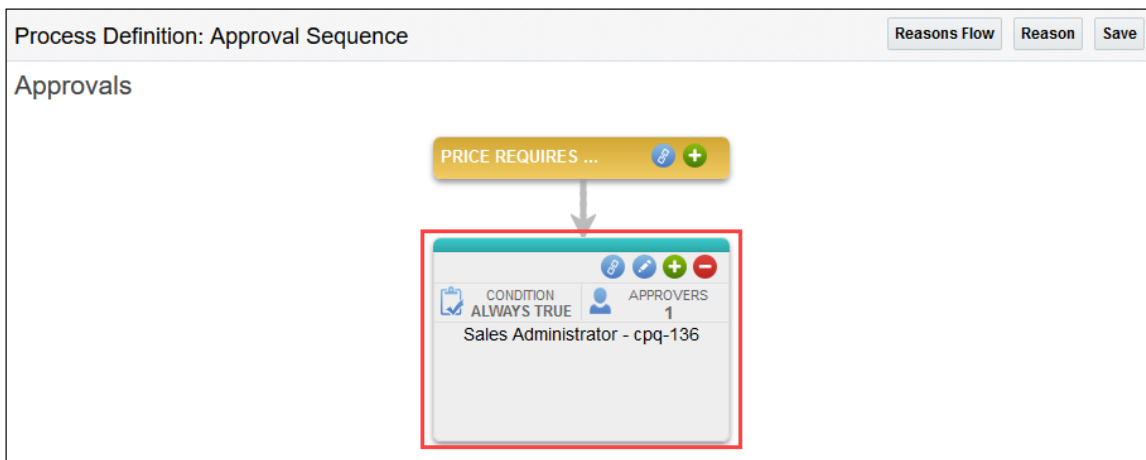 Process Definition: Approval Sequence
Reasons Flow
Reason
Save
Approvals
PRICE REQUIRES ...
CONDITION
ALWAYS TRUE
APPROVERS
1
Sales Administrator - cpq-136